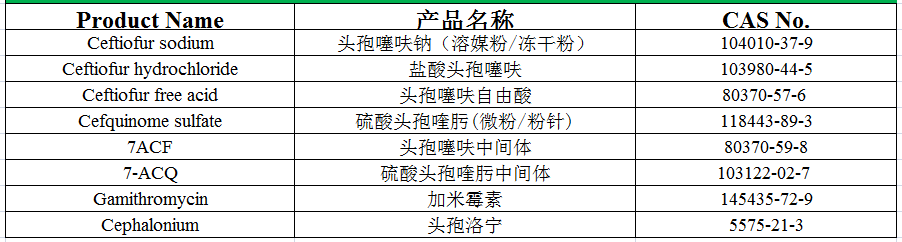 Product Name 产品名称 CAS No.
Ceftiofur sodium 头孢噻呋钠（溶媒粉/冻干粉） 104010-37-9
Ceftiofur hydrochloride 盐酸头孢噻呋 103980-44-5
Ceftiofur free acid 头孢噻呋自由酸 80370-57-6
Cefquinome sulfate 硫酸头孢喹肟(微粉/粉针) 118443-89-3
7ACF 头孢噻呋中间体 80370-59-8
7-ACQ 硫酸头孢喹肟中间体 103122-02-7
Gamithromycin 加米霉素 145435-72-9
Cephalonium 头孢洛宁 5575-21-3